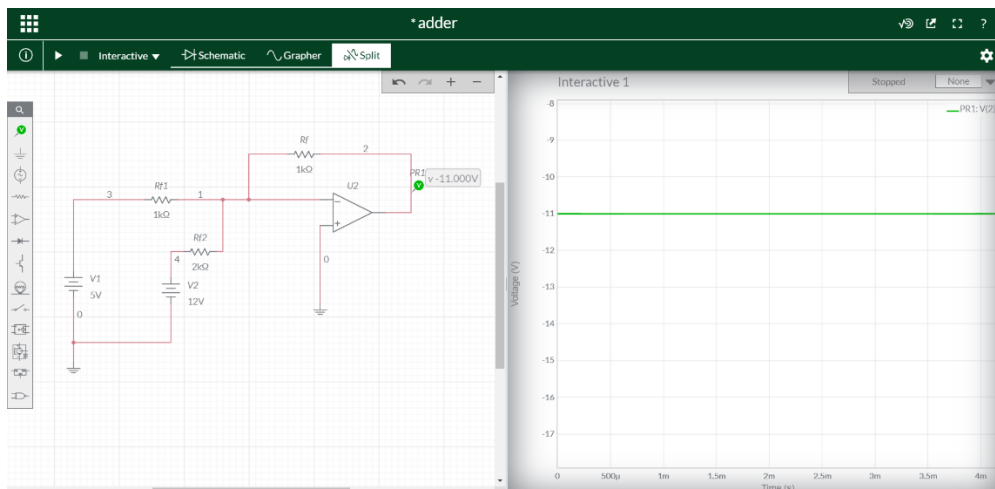 *adder
?
Interactive
Schematic
Grapher
Split
Interactive 1
Stopped
None
PR1: V(2)
Rf
2
1kΩ
PR1
v -11.000V
U2
3
Rf1
1
1kΩ
Rf2
4
2kΩ
0
V1
5V
V2
12V
0
-8
-9
-10
-11
-12
-13
-14
-15
-16
-17
Voltage (V)
0
500µ
1m
1.5m
2m
2.5m
3m
3.5m
4m
Time (s)